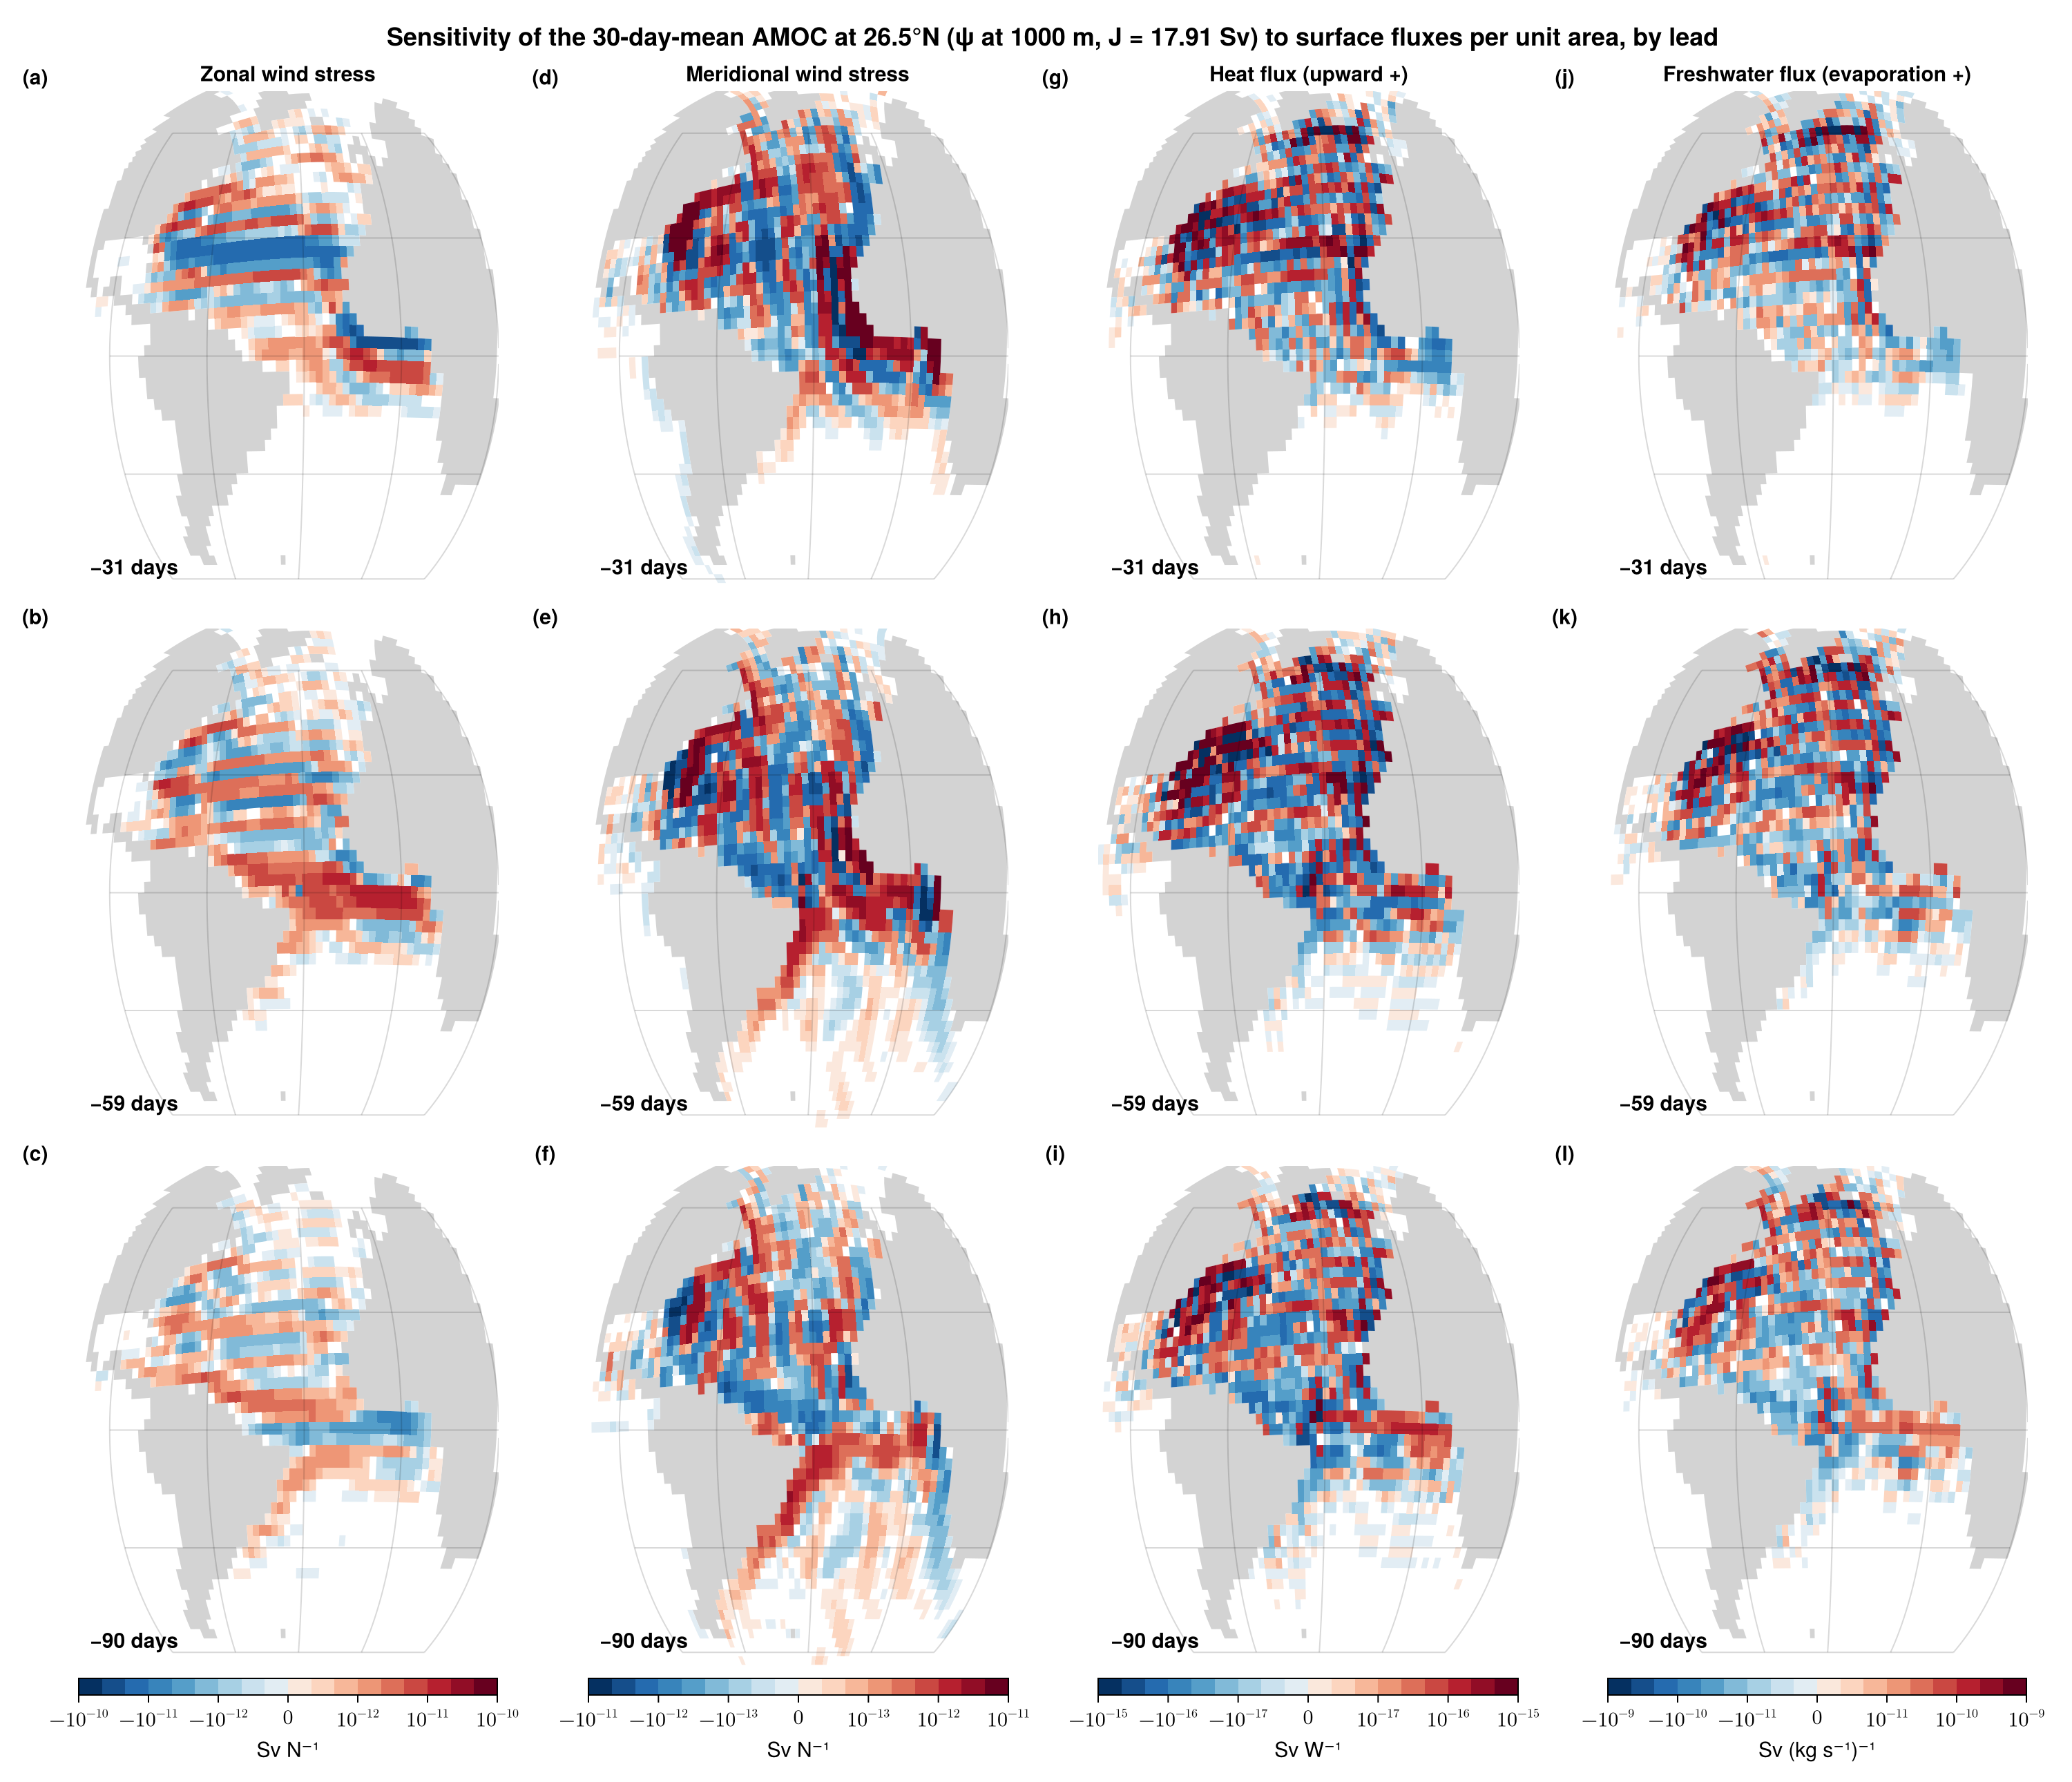 Sensitivity of the 30-day-mean AMOC at 26.5°N (ψ at 1000 m, J = 17.91 Sv) to surface fluxes per unit area, by lead
(a) Zonal wind stress (d) Meridional wind stress (g) Heat flux (upward +) (j) Freshwater flux (evaporation +)
−31 days −31 days −31 days −31 days
(b) (e) (h) (k)
−59 days −59 days −59 days −59 days
(c) (f) (i) (l)
−90 days −90 days −90 days −90 days
−10⁻¹⁰ −10⁻¹¹ −10⁻¹² 0 10⁻¹² 10⁻¹¹ 10⁻¹⁰ −10⁻¹¹ −10⁻¹² −10⁻¹³ 0 10⁻¹³ 10⁻¹² 10⁻¹¹ −10⁻¹⁵ −10⁻¹⁶ −10⁻¹⁷ 0 10⁻¹⁷ 10⁻¹⁶ 10⁻¹⁵ −10⁻⁹ −10⁻¹⁰ −10⁻¹¹ 0 10⁻¹¹ 10⁻¹⁰ 10⁻⁹
Sv N⁻¹ Sv N⁻¹ Sv W⁻¹ Sv (kg s⁻¹)⁻¹